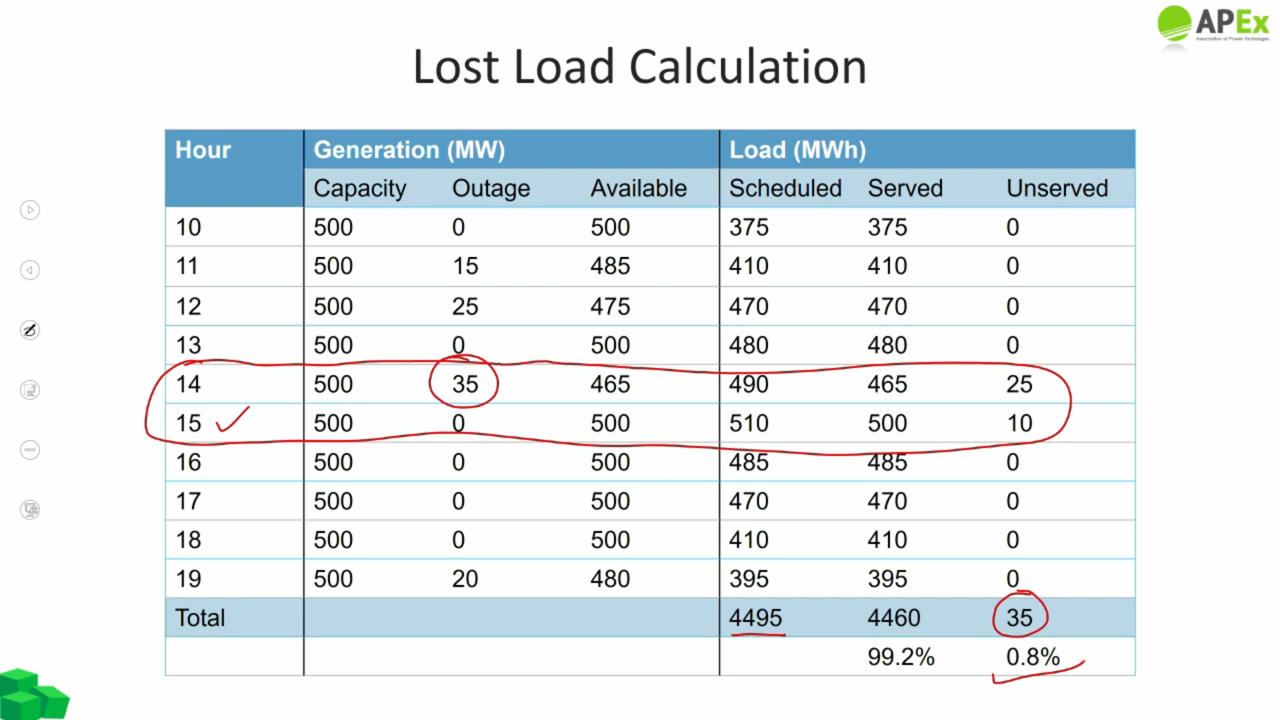 APEx
Association of Power Exchanges
Lost Load Calculation
Hour Generation (MW) Load (MWh)
Capacity Outage Available Scheduled Served Unserved
10 500 0 500 375 375 0
11 500 15 485 410 410 0
12 500 25 475 470 470 0
13 500 0 500 480 480 0
14 500 35 465 490 465 25
15 500 0 500 510 500 10
16 500 0 500 485 485 0
17 500 0 500 470 470 0
18 500 0 500 410 410 0
19 500 20 480 395 395 0
Total 4495 4460 35
99.2% 0.8%